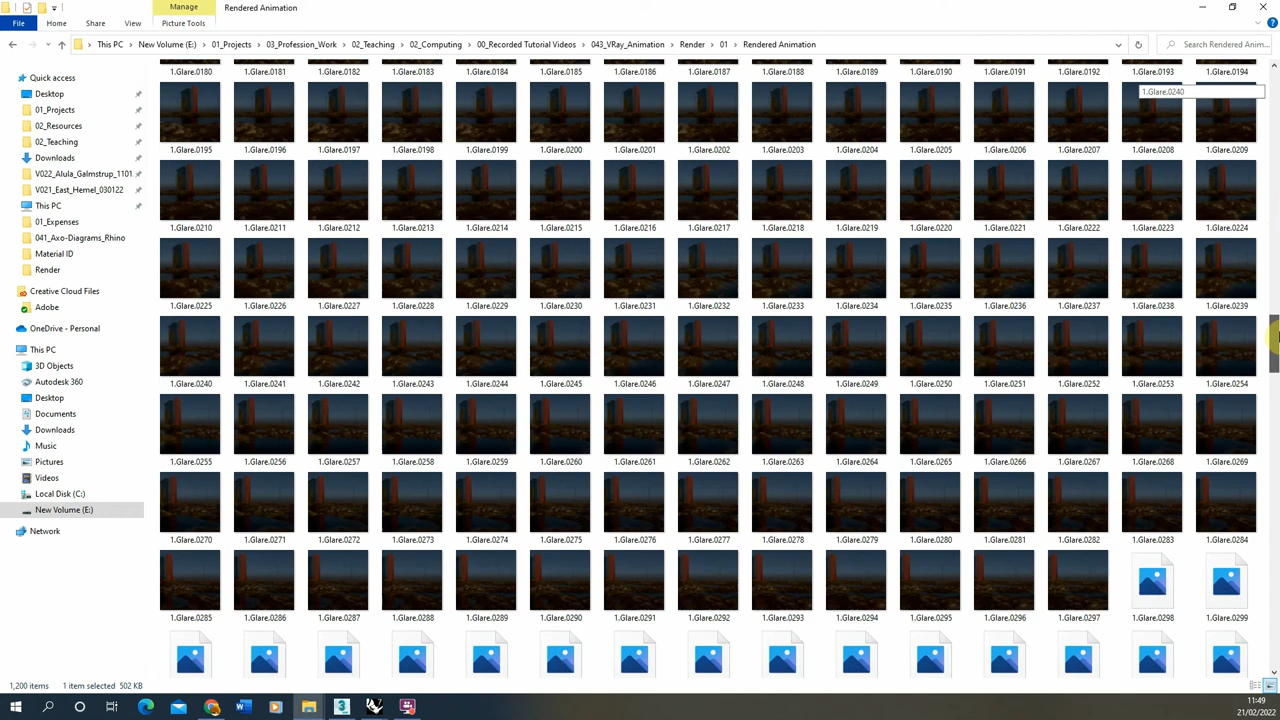 Manage
Rendered Animation
File
Home
Share
View
Picture Tools
This PC
New Volume (E:)
01_Projects
03_Profession_Work
02_Teaching
02_Computing
00_Recorded Tutorial Videos
043_VRay_Animation
Render
01
Rendered Animation
Search Rendered Anim...
Quick access
Desktop
01_Projects
02_Resources
02_Teaching
Downloads
V022_Alula_Galmstrup_1101
V021_East_Hemel_030122
This PC
01_Expenses
041_Axo-Diagrams_Rhino
Material ID
Render
Creative Cloud Files
Adobe
OneDrive - Personal
This PC
3D Objects
Autodesk 360
Desktop
Documents
Downloads
Music
Pictures
Videos
Local Disk (C:)
New Volume (E:)
Network
1.Glare.0180 1.Glare.0181 1.Glare.0182 1.Glare.0183 1.Glare.0184 1.Glare.0185 1.Glare.0186 1.Glare.0187 1.Glare.0188 1.Glare.0189 1.Glare.0190 1.Glare.0191 1.Glare.0192 1.Glare.0193 1.Glare.0194
1.Glare.0240
1.Glare.0195 1.Glare.0196 1.Glare.0197 1.Glare.0198 1.Glare.0199 1.Glare.0200 1.Glare.0201 1.Glare.0202 1.Glare.0203 1.Glare.0204 1.Glare.0205 1.Glare.0206 1.Glare.0207 1.Glare.0208 1.Glare.0209
1.Glare.0210 1.Glare.0211 1.Glare.0212 1.Glare.0213 1.Glare.0214 1.Glare.0215 1.Glare.0216 1.Glare.0217 1.Glare.0218 1.Glare.0219 1.Glare.0220 1.Glare.0221 1.Glare.0222 1.Glare.0223 1.Glare.0224
1.Glare.0225 1.Glare.0226 1.Glare.0227 1.Glare.0228 1.Glare.0229 1.Glare.0230 1.Glare.0231 1.Glare.0232 1.Glare.0233 1.Glare.0234 1.Glare.0235 1.Glare.0236 1.Glare.0237 1.Glare.0238 1.Glare.0239
1.Glare.0240 1.Glare.0241 1.Glare.0242 1.Glare.0243 1.Glare.0244 1.Glare.0245 1.Glare.0246 1.Glare.0247 1.Glare.0248 1.Glare.0249 1.Glare.0250 1.Glare.0251 1.Glare.0252 1.Glare.0253 1.Glare.0254
1.Glare.0255 1.Glare.0256 1.Glare.0257 1.Glare.0258 1.Glare.0259 1.Glare.0260 1.Glare.0261 1.Glare.0262 1.Glare.0263 1.Glare.0264 1.Glare.0265 1.Glare.0266 1.Glare.0267 1.Glare.0268 1.Glare.0269
1.Glare.0270 1.Glare.0271 1.Glare.0272 1.Glare.0273 1.Glare.0274 1.Glare.0275 1.Glare.0276 1.Glare.0277 1.Glare.0278 1.Glare.0279 1.Glare.0280 1.Glare.0281 1.Glare.0282 1.Glare.0283 1.Glare.0284
1.Glare.0285 1.Glare.0286 1.Glare.0287 1.Glare.0288 1.Glare.0289 1.Glare.0290 1.Glare.0291 1.Glare.0292 1.Glare.0293 1.Glare.0294 1.Glare.0295 1.Glare.0296 1.Glare.0297 1.Glare.0298 1.Glare.0299
1,200 items
1 item selected 502 KB
11:49
21/02/2022